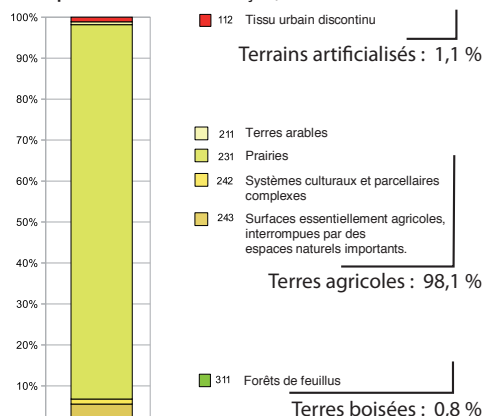 100%
90%
80%
70%
60%
50%
40%
30%
20%
10%
112 Tissu urbain discontinu
Terrains artificialisés : 1,1 %
211 Terres arables
231 Prairies
242 Systèmes culturaux et parcellaires
complexes
243 Surfaces essentiellement agricoles,
interrompues par des
espaces naturels importants.
Terres agricoles : 98,1 %
311 Forêts de feuillus
Terres boisées : 0,8 %